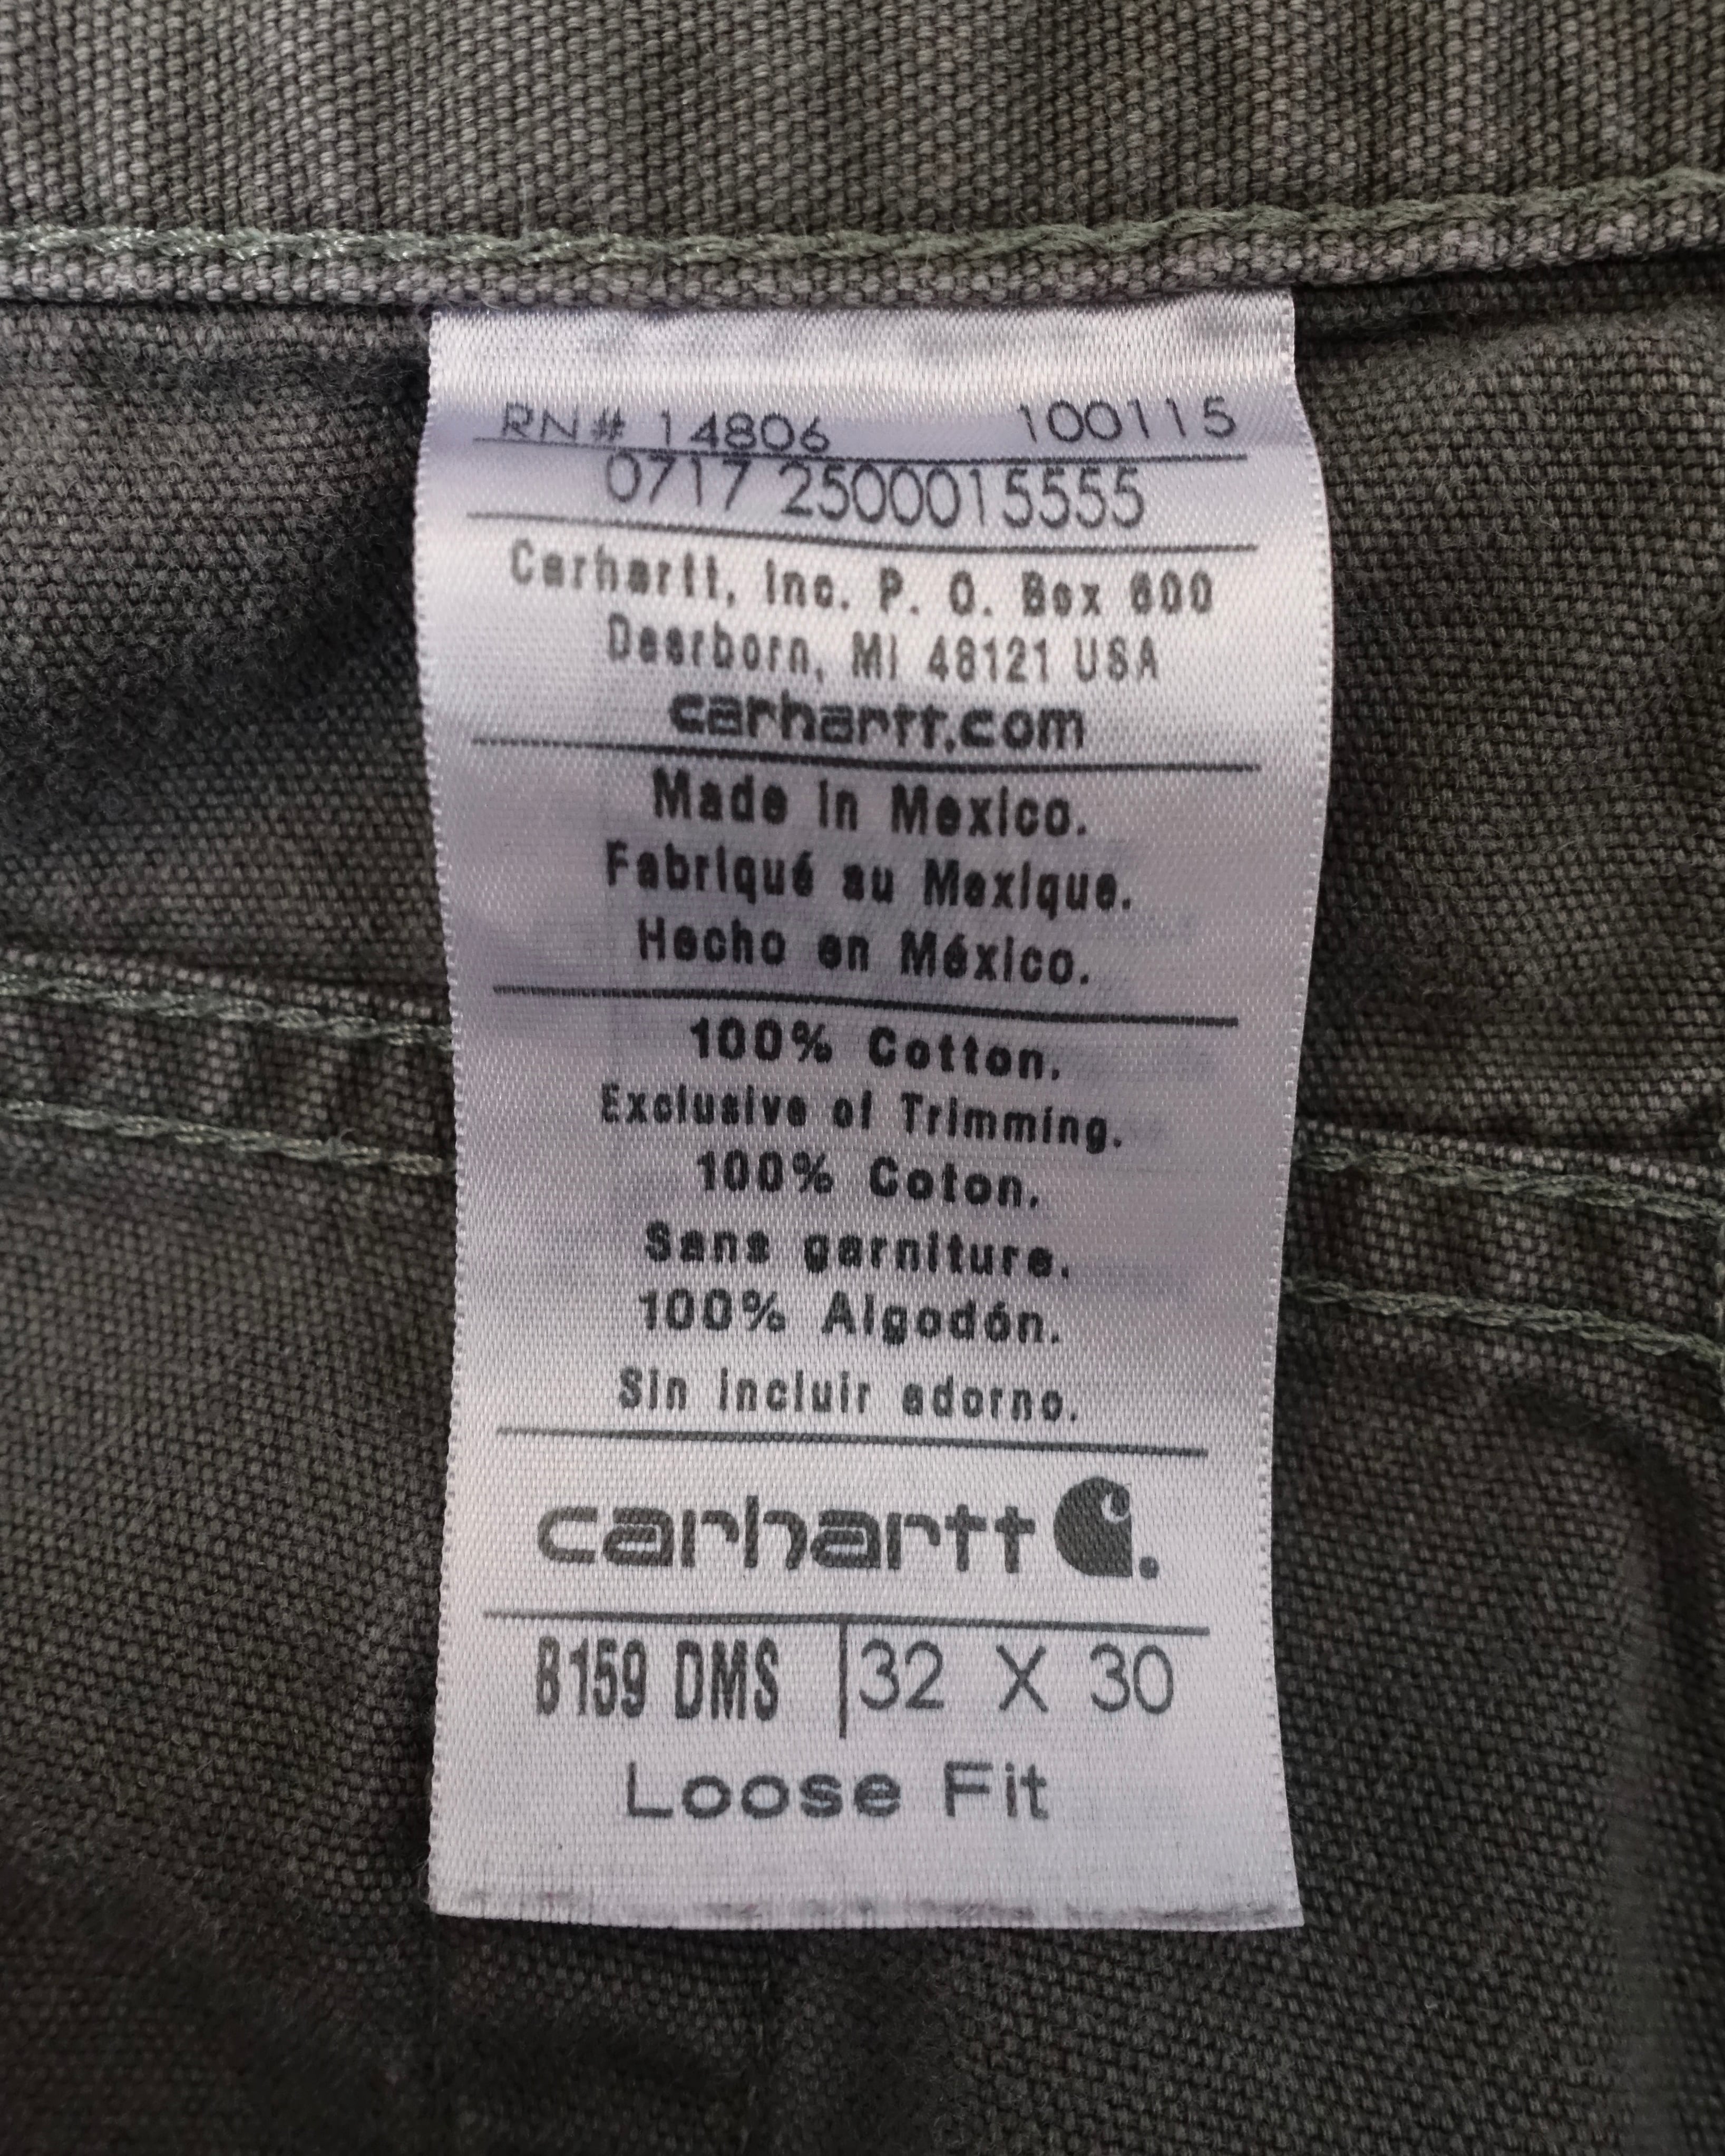 RN# 14806 100115
0717 2500015555
Carhartt, Inc. P. O. Box 600
Dearborn, MI 48121 USA
carhartt.com
Made in Mexico.
Fabriqué au Mexique.
Hecho en México.
100% Cotton.
Exclusive of Trimming.
100% Coton.
Sans garniture.
100% Algodón.
Sin incluir adorno.
carhartt
B159 DMS 32 X 30
Loose Fit